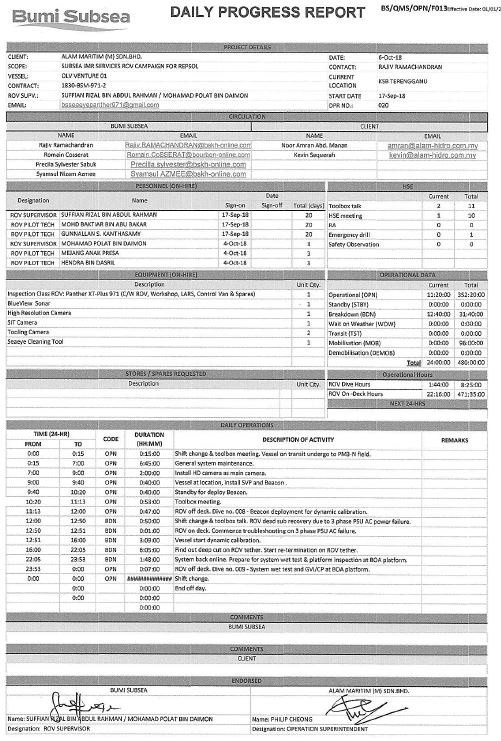 Bumi Subsea
DAILY PROGRESS REPORT
BS/QMS/OPN/F013 Effective Date: 01/01/2
PROJECT DETAILS
CLIENT: ALAM MARITIM (M) SDN.BHD. DATE: 6-Oct-18
SCOPE: SUBSEA IMR SERVICES ROV CAMPAIGN FOR REPSOL CONTACT: RAJIV RAMACHANDRAN
VESSEL: DLV VENTURE 01 CURRENT LOCATION KSB TERENGGANU
CONTRACT: 1830-BSM-971-2
ROV SUPV.: SUFFIAN RIZAL BIN ABDUL RAHMAN / MOHAMAD POLAT BIN DAIMON START DATE 17-Sep-18
EMAIL: bsseaeyepanther971@gmail.com DPR NO.: 020
CIRCULATION
BUMI SUBSEA CLIENT
NAME EMAIL NAME EMAIL
Rajiv Ramachandran Rajiv.RAMACHANDRAN@bskh-online.com Noor Amran Abd. Manan amran@alam-hidro.com.my
Romain Cosserat Romain.CoSSERAT@bourbon-online.com Kevin Sequerah kevin@alam-hidro.com.my
Precilla Sylvester Sabuk Precilla.sylvester@bskh-online.com
Syamsul Nizam Azmee Syamsul.AZMEE@bskh-online.com
PERSONNEL (ON-HIRE) HSE
Designation Name Date Sign-on Sign-off Total (days) Current Total
ROV SUPERVISOR SUFFIAN RIZAL BIN ABDUL RAHMAN 17-Sep-18 20 Toolbox talk 2 11
ROV PILOT TECH MOHD BAKTIAR BIN ABU BAKAR 17-Sep-18 20 HSE meeting 1 10
ROV PILOT TECH GUNNALLAN S. KANTHASAMY 17-Sep-18 20 RA 0 0
ROV SUPERVISOR MOHAMAD POLAT BIN DAIMON 4-Oct-18 3 Emergency drill 0 1
ROV PILOT TECH MEJANG ANAK PRESA 4-Oct-18 3 Safety Observation 0 0
ROV PILOT TECH HENDRA BIN DASRIL 4-Oct-18 3
EQUIPMENT (ON-HIRE) OPERATIONAL DATA
Description Unit Qty. Current Total
Inspection Class ROV: Panther XT-Plus 971 (C/W ROV, Workshop, LARS, Control Van & Spares) 1 Operational (OPN) 11:20:00 352:20:00
BlueView Sonar 1 Standby (STBY) 0:00:00 0:00:00
High Resolution Camera 1 Breakdown (BDN) 12:40:00 31:40:00
SIT Camera 1 Wait on Weather (WOW) 0:00:00 0:00:00
Tooling Camera 2 Transit (TST) 0:00:00 0:00:00
Seaeye Cleaning Tool 1 Mobilisation (MOB) 0:00:00 96:00:00
Demobilisation (DEMOB) 0:00:00 0:00:00
Total 24:00:00 480:00:00
STORES / SPARES REQUESTED Operational Hours
Description Unit Qty. ROV Dive Hours 1:44:00 8:25:00
ROV On-Deck Hours 22:16:00 471:35:00
NEXT 24-HRS
DAILY OPERATIONS
TIME (24-HR) FROM TO CODE DURATION (HH:MM) DESCRIPTION OF ACTIVITY REMARKS
0:00 0:15 OPN 0:15:00 Shift change & toolbox meeting. Vessel on transit undergo to PM3-N field.
0:15 7:00 OPN 6:45:00 General system maintenance.
7:00 9:00 OPN 2:00:00 Install HD camera as main camera.
9:00 9:40 OPN 0:40:00 Vessel at location, install SVP and Beacon.
9:40 10:20 OPN 0:40:00 Standby for deploy Beacon.
10:20 11:13 OPN 0:53:00 Toolbox meeting.
11:13 12:00 OPN 0:47:00 ROV off deck. Dive no. 008 - Beacon deployment for dynamic calibration.
12:00 12:50 BDN 0:50:00 Shift change & toolbox talk. ROV dead sub recovery due to 3 phase PSU AC power failure.
12:50 12:51 BDN 0:01:00 ROV on deck. Commence troubleshooting on 3 phase PSU AC failure.
12:51 16:00 BDN 3:09:00 Vessel start dynamic calibration.
16:00 22:05 BDN 6:05:00 Find out deep cut on ROV tether. Start re-termination on ROV tether.
22:05 23:53 BDN 1:48:00 System back online. Prepare for system wet test & platform inspection at BOA platform.
23:53 0:00 OPN 0:07:00 ROV off deck. Dive no. 009 - System wet test and GVI/CP at BOA platform.
0:00 0:00 OPN ############## Shift change.
0:00 0:00:00 End off day.
0:00 0:00:00
0:00:00
COMMENTS
BUMI SUBSEA
COMMENTS
CLIENT
ENDORSED
BUMI SUBSEA ALAM MARITIM (M) SDN.BHD.
Name: SUFFIAN RIZAL BIN ABDUL RAHMAN / MOHAMAD POLAT BIN DAIMON Name: PHILIP CHEONG
Designation: ROV SUPERVISOR Designation: OPERATION SUPERINTENDENT